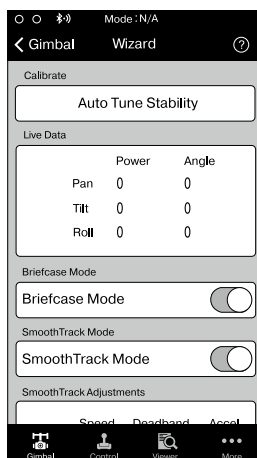 Mode : N/A
Gimbal Wizard ?
Calibrate
Auto Tune Stability
Live Data
Power Angle
Pan 0 0
Tilt 0 0
Roll 0 0
Briefcase Mode
Briefcase Mode
SmoothTrack Mode
SmoothTrack Mode
SmoothTrack Adjustments
Speed Deadband Accel
Gimbal Control Viewer More